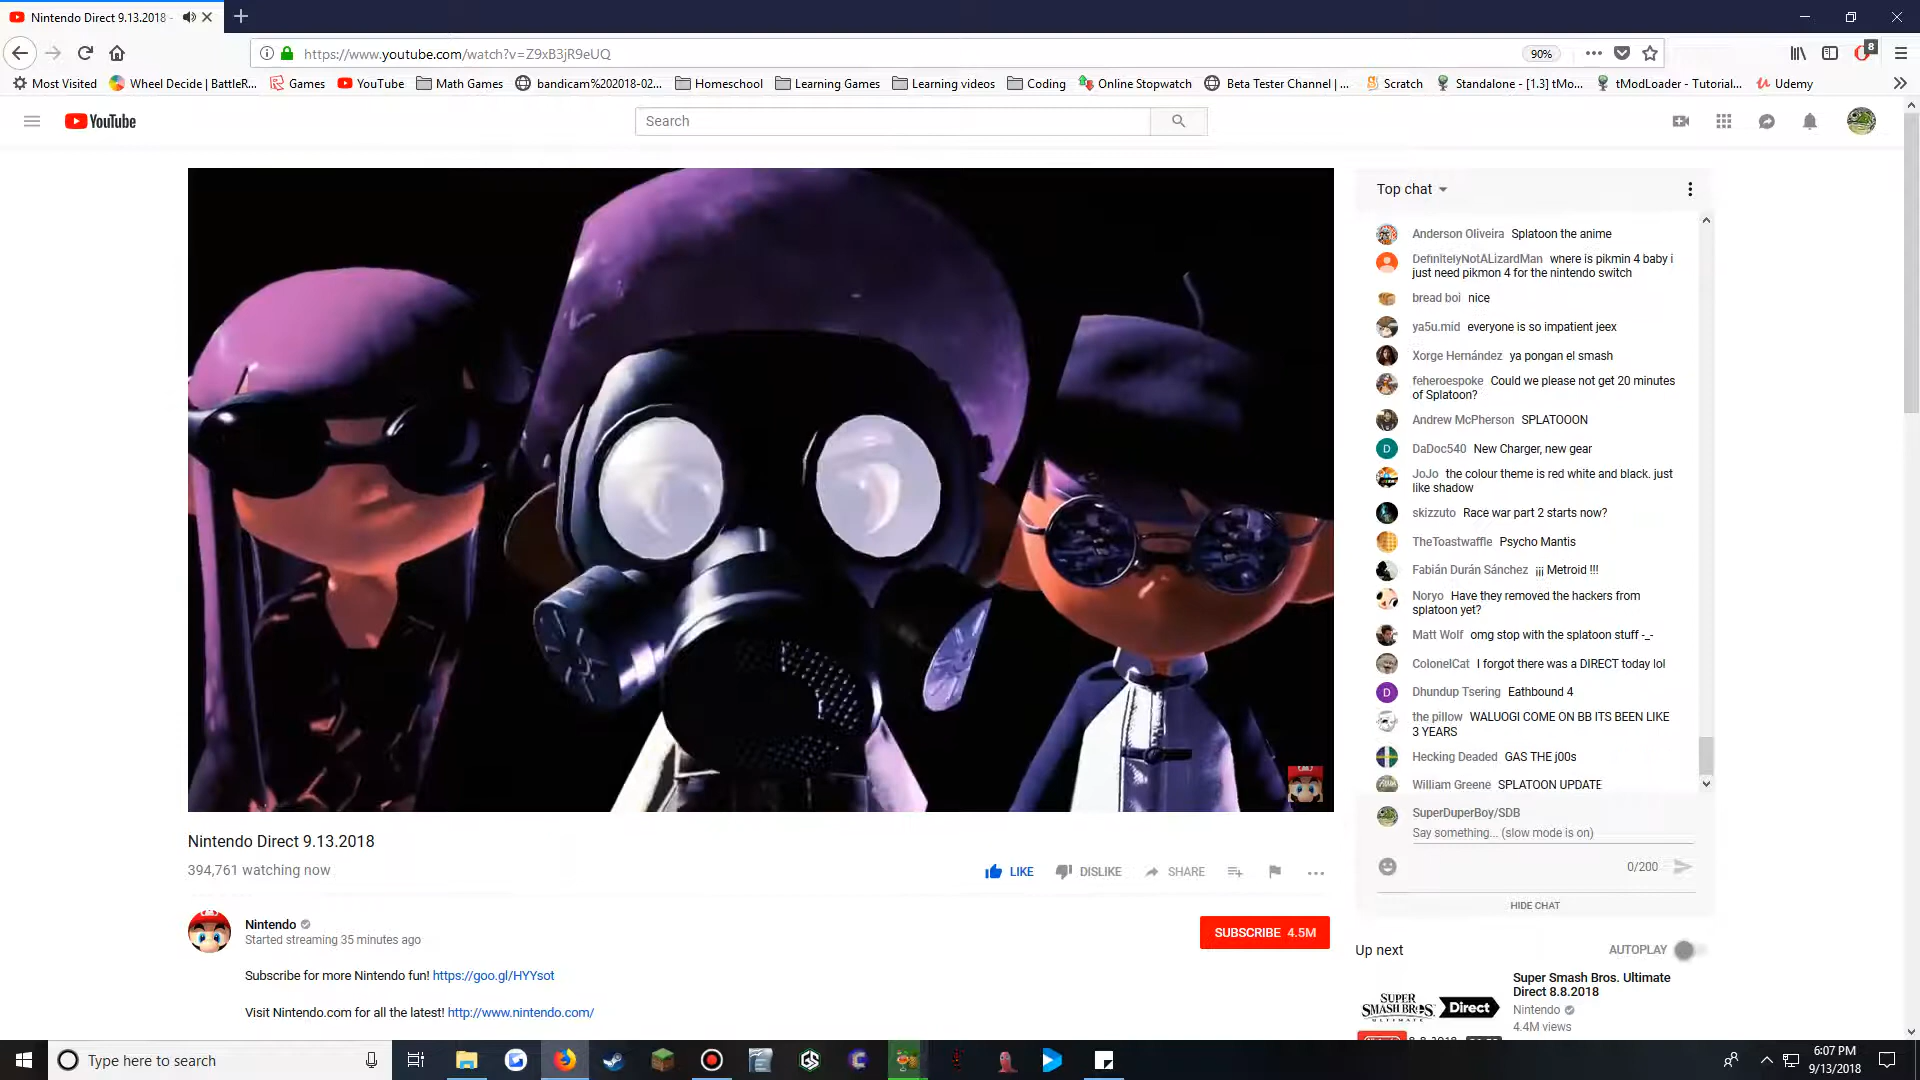 Nintendo Direct 9.13.2018 -
https://www.youtube.com/watch?v=Z9xB3jR9eUQ
90%
8
Most Visited
Wheel Decide | BattleR...
Games
YouTube
Math Games
bandicam%202018-02...
Homeschool
Learning Games
Learning videos
Coding
Online Stopwatch
Beta Tester Channel | ...
Scratch
Standalone - [1.3] tMo...
tModLoader - Tutorial...
Udemy
YouTube
Search
Top chat
Anderson Oliveira Splatoon the anime
DefinitelyNotALizardMan where is pikmin 4 baby i
just need pikmon 4 for the nintendo switch
bread boi nice
ya5u.mid everyone is so impatient jeex
Xorge Hernández ya pongan el smash
feheroespoke Could we please not get 20 minutes
of Splatoon?
Andrew McPherson SPLATOOON
D
DaDoc540 New Charger, new gear
JoJo the colour theme is red white and black. just
like shadow
skizzuto Race war part 2 starts now?
TheToastwaffle Psycho Mantis
Fabián Durán Sánchez ¡¡¡ Metroid !!!
Noryo Have they removed the hackers from
splatoon yet?
Matt Wolf omg stop with the splatoon stuff -_-
ColonelCat I forgot there was a DIRECT today lol
D
Dhundup Tsering Eathbound 4
the pillow WALUOGI COME ON BB ITS BEEN LIKE
3 YEARS
Hecking Deaded GAS THE j00s
William Greene SPLATOON UPDATE
SuperDuperBoy/SDB
Say something... (slow mode is on)
0/200
HIDE CHAT
Nintendo Direct 9.13.2018
394,761 watching now
LIKE
DISLIKE
SHARE
Nintendo
Started streaming 35 minutes ago
SUBSCRIBE 4.5M
Subscribe for more Nintendo fun! https://goo.gl/HYYsot
Visit Nintendo.com for all the latest! http://www.nintendo.com/
Up next
AUTOPLAY
SUPER
SMASH BROS.
ULTIMATE
Direct
Super Smash Bros. Ultimate
Direct 8.8.2018
Nintendo
4.4M views
Type here to search
6:07 PM
9/13/2018